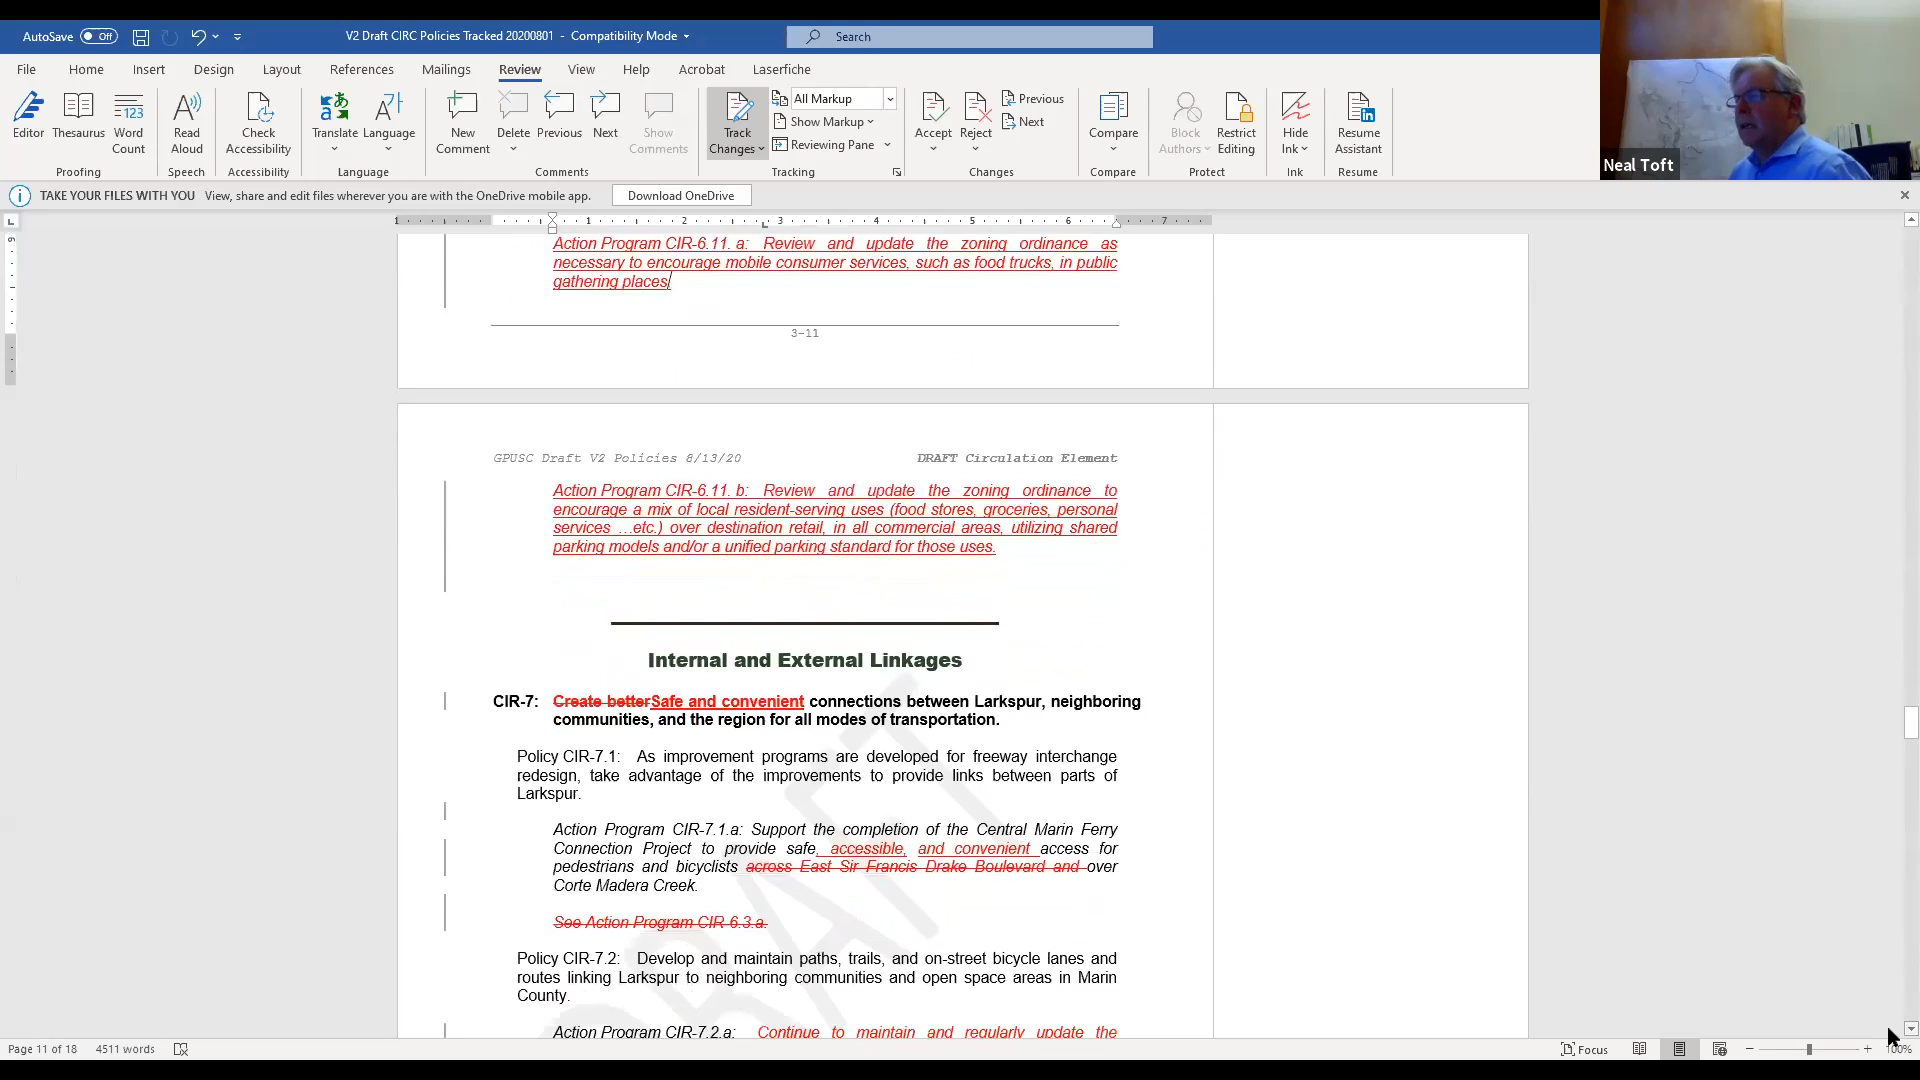 AutoSave Off V2 Draft CIRC Policies Tracked 20200801 - Compatibility Mode Search
File Home Insert Design Layout References Mailings Review View Help Acrobat Laserfiche
Editor Thesaurus Word Count Read Aloud Check Accessibility Translate Language New Comment Delete Previous Next Show Comments Track Changes All Markup Show Markup Reviewing Pane Accept Reject Previous Next Compare Block Authors Restrict Editing Hide Ink Resume Assistant
Proofing Speech Accessibility Language Comments Tracking Changes Compare Protect Ink Resume
Neal Toft
TAKE YOUR FILES WITH YOU View, share and edit files wherever you are with the OneDrive mobile app. Download OneDrive
1 1 2 3 4 5 6 7
Action Program CIR-6.11. a: Review and update the zoning ordinance as
necessary to encourage mobile consumer services, such as food trucks, in public
gathering places
3-11
GPUSC Draft V2 Policies 8/13/20 DRAFT Circulation Element
Action Program CIR-6.11. b: Review and update the zoning ordinance to
encourage a mix of local resident-serving uses (food stores, groceries, personal
services …etc.) over destination retail, in all commercial areas, utilizing shared
parking models and/or a unified parking standard for those uses.
Internal and External Linkages
CIR-7: Create betterSafe and convenient connections between Larkspur, neighboring
communities, and the region for all modes of transportation.
Policy CIR-7.1: As improvement programs are developed for freeway interchange
redesign, take advantage of the improvements to provide links between parts of
Larkspur.
Action Program CIR-7.1.a: Support the completion of the Central Marin Ferry
Connection Project to provide safe, accessible, and convenient access for
pedestrians and bicyclists across East Sir Francis Drake Boulevard and over
Corte Madera Creek.
See Action Program CIR-6.3.a.
Policy CIR-7.2: Develop and maintain paths, trails, and on-street bicycle lanes and
routes linking Larkspur to neighboring communities and open space areas in Marin
County.
Action Program CIR-7.2.a: Continue to maintain and regularly update the
DRAFT
Page 11 of 18 4511 words Focus 100%